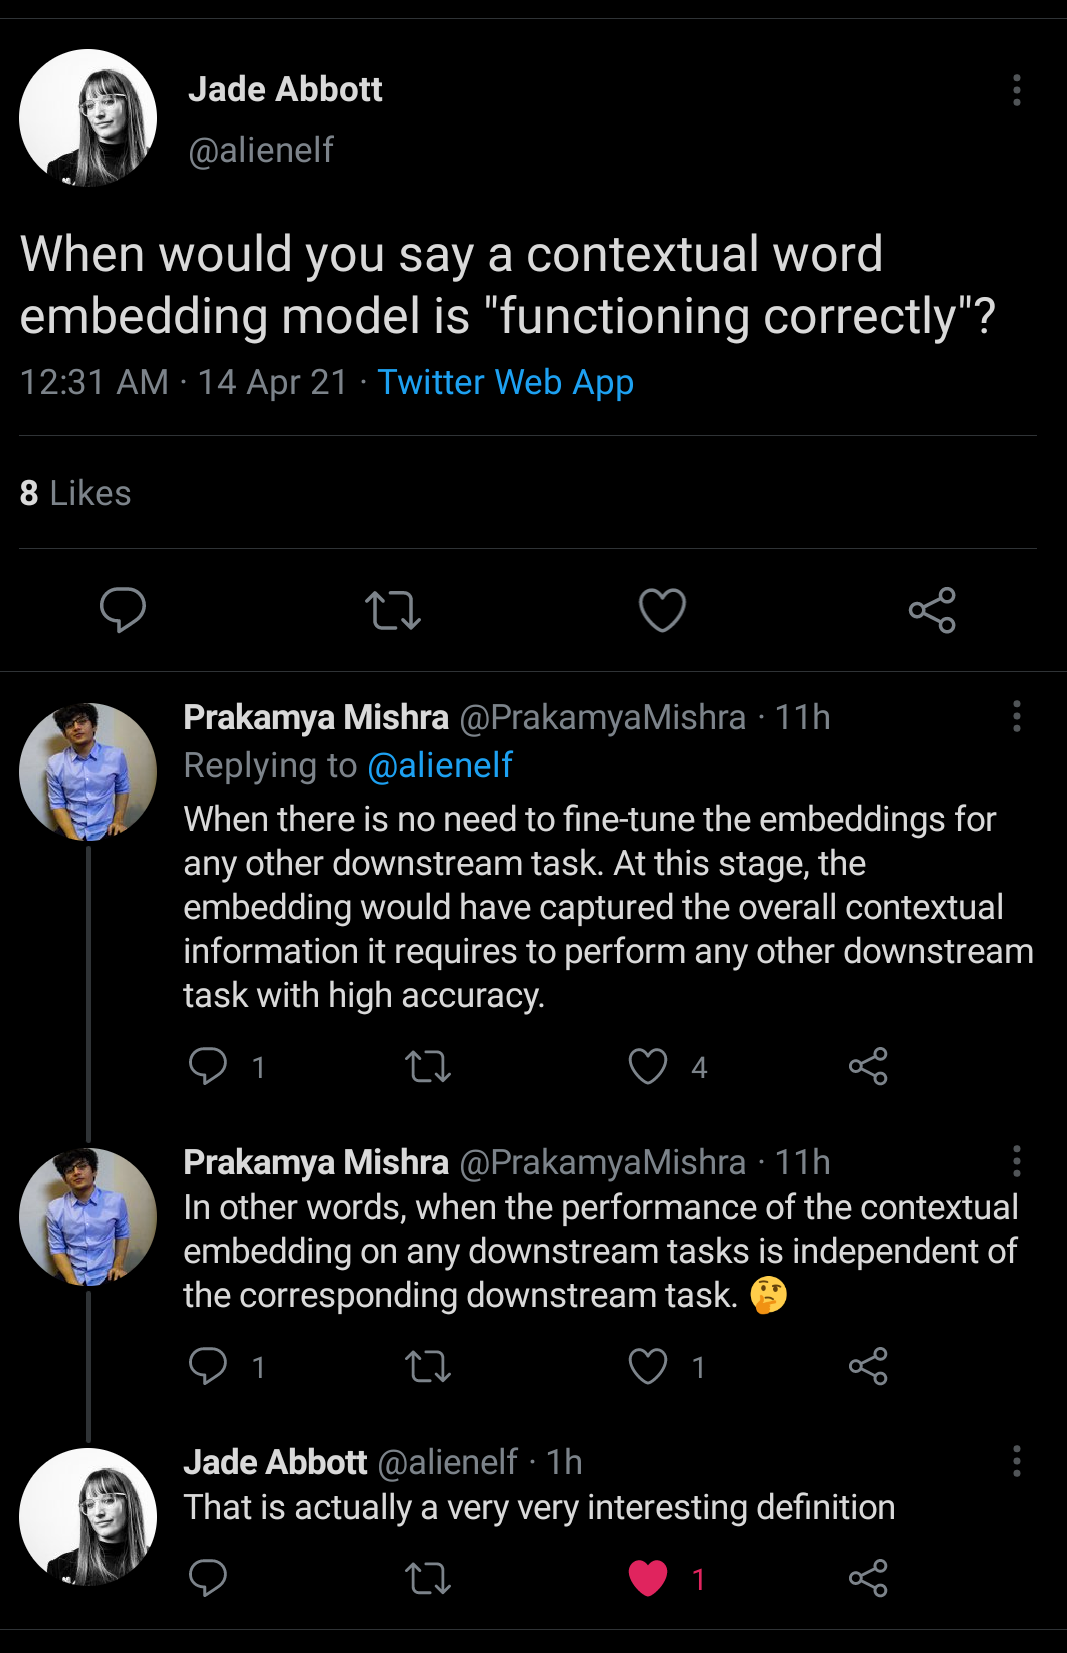 Jade Abbott
@alienelf
When would you say a contextual word
embedding model is "functioning correctly"?
12:31 AM · 14 Apr 21 · Twitter Web App
8 Likes
Prakamya Mishra @PrakamyaMishra · 11h
Replying to @alienelf
When there is no need to fine-tune the embeddings for
any other downstream task. At this stage, the
embedding would have captured the overall contextual
information it requires to perform any other downstream
task with high accuracy.
1 4
Prakamya Mishra @PrakamyaMishra · 11h
In other words, when the performance of the contextual
embedding on any downstream tasks is independent of
the corresponding downstream task. 🤔
1 1
Jade Abbott @alienelf · 1h
That is actually a very very interesting definition
1